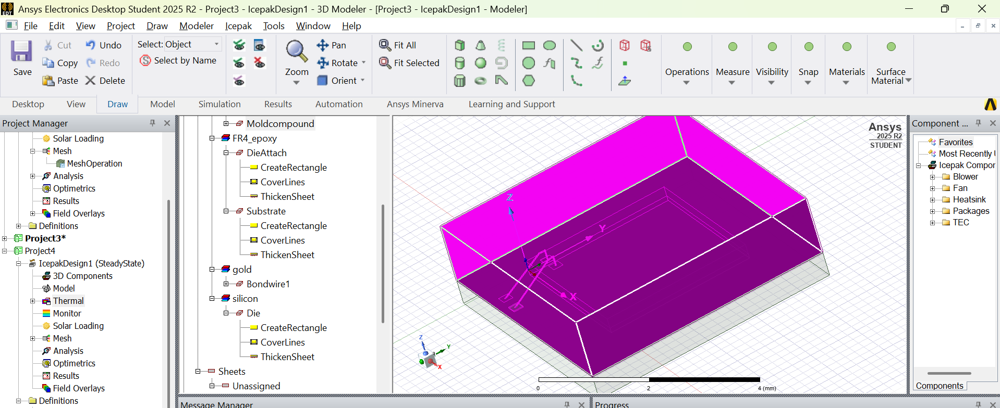 Ansys Electronics Desktop Student 2025 R2 - Project3 - IcepakDesign1 - 3D Modeler - [Project3 - IcepakDesign1 - Modeler]
EDT
File Edit View Project Draw Modeler Icepak Tools Window Help
Save
Cut
Copy
Paste
Undo
Redo
Delete
Select: Object
Select by Name
Zoom
Pan
Rotate
Orient
Fit All
Fit Selected
Operations
Measure
Visibility
Snap
Materials
Surface
Material
Desktop View Draw Model Simulation Results Automation Ansys Minerva Learning and Support
Project Manager
Solar Loading
Mesh
MeshOperation
Analysis
Optimetrics
Results
Field Overlays
Definitions
Project3*
Project4
IcepakDesign1 (SteadyState)
3D Components
Model
Thermal
Monitor
Solar Loading
Mesh
Analysis
Optimetrics
Results
Field Overlays
Definitions
Moldcompound
FR4_epoxy
DieAttach
CreateRectangle
CoverLines
ThickenSheet
Substrate
CreateRectangle
CoverLines
ThickenSheet
gold
Bondwire1
silicon
Die
CreateRectangle
CoverLines
ThickenSheet
Sheets
Unassigned
Ansys
2025 R2
STUDENT
Z
Y
X
Z
Y
X
0 2 4 (mm)
Component ...
Favorites
Most Recently
Icepak Compor
Blower
Fan
Heatsink
Packages
TEC
Components
Message Manager
Progress